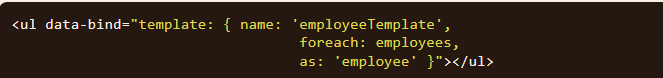 <ul data-bind="template: { name: 'employeeTemplate',
                                  foreach: employees,
                                  as: 'employee' }"></ul>